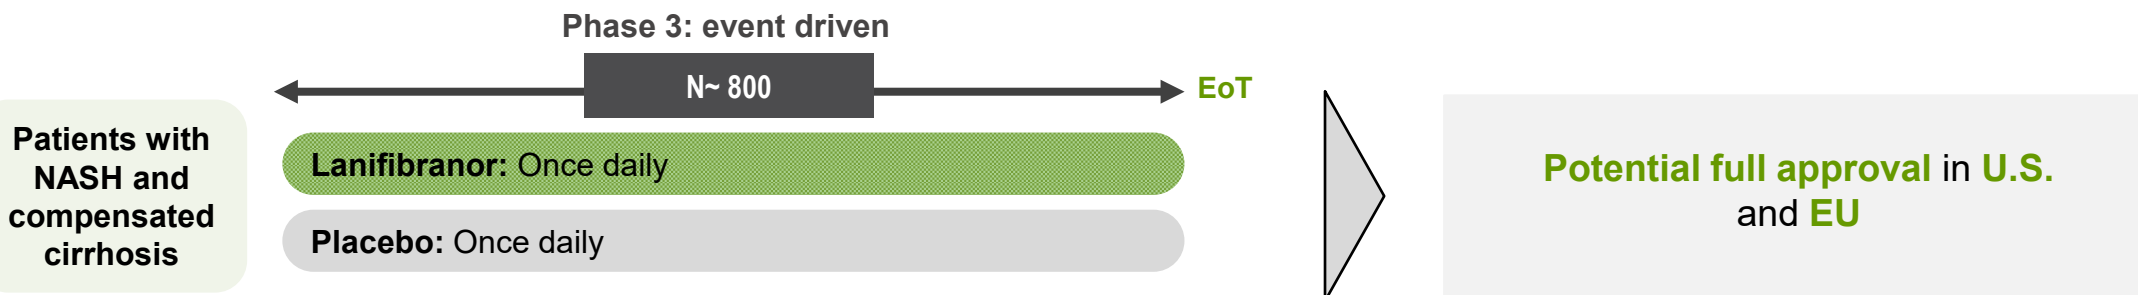 Phase 3: event driven
N~ 800
EoT
Patients with
NASH and
compensated
cirrhosis
Lanifibranor: Once daily
Placebo: Once daily
Potential full approval in U.S.
and EU